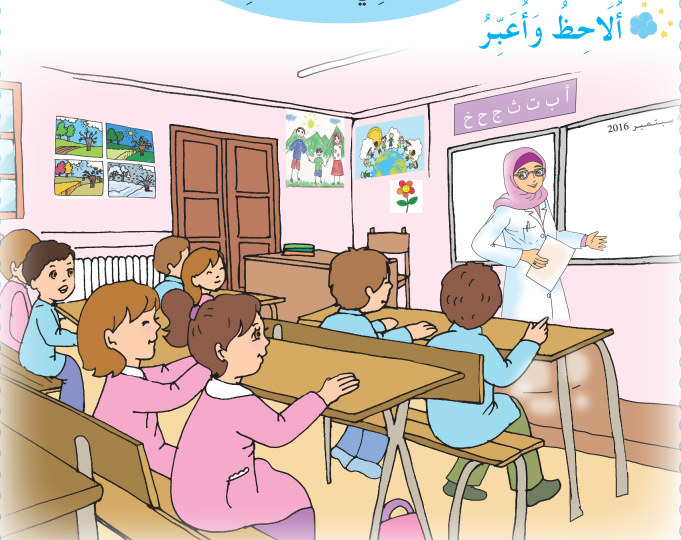 أُلَاحِظُ وَأُعَبِّرُ
أ ب ت ث ج ح خ
سبتمبر 2016